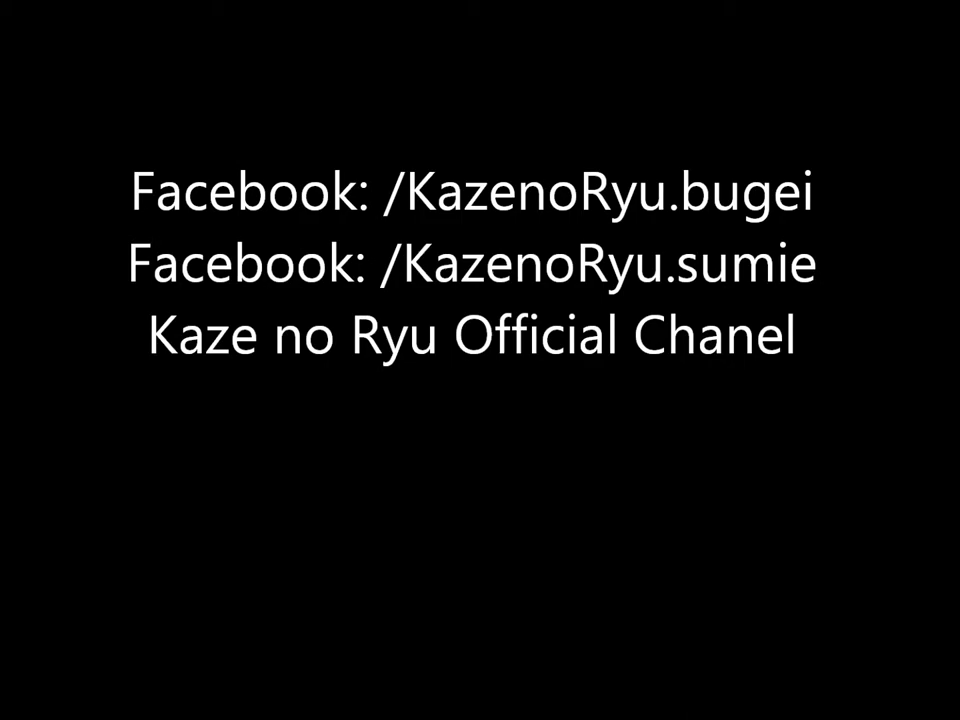 Facebook: /KazenoRyu.bugei
Facebook: /KazenoRyu.sumie
Kaze no Ryu Official Chanel